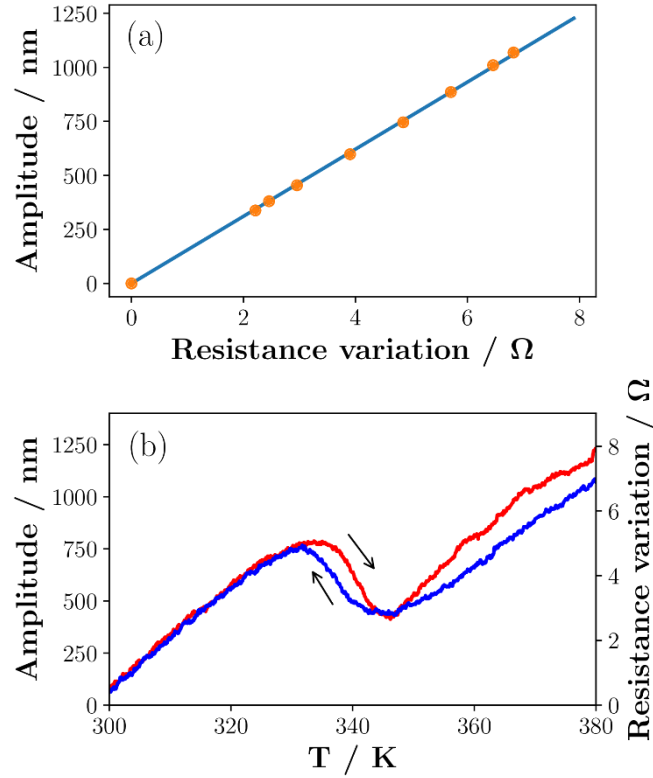 (a)
1250
1000
750
500
250
0
Amplitude / nm
0 2 4 6 8
Resistance variation / Ω
(b)
1250
1000
750
500
250
0
Amplitude / nm
8
6
4
2
0
Resistance variation / Ω
300 320 340 360 380
T / K